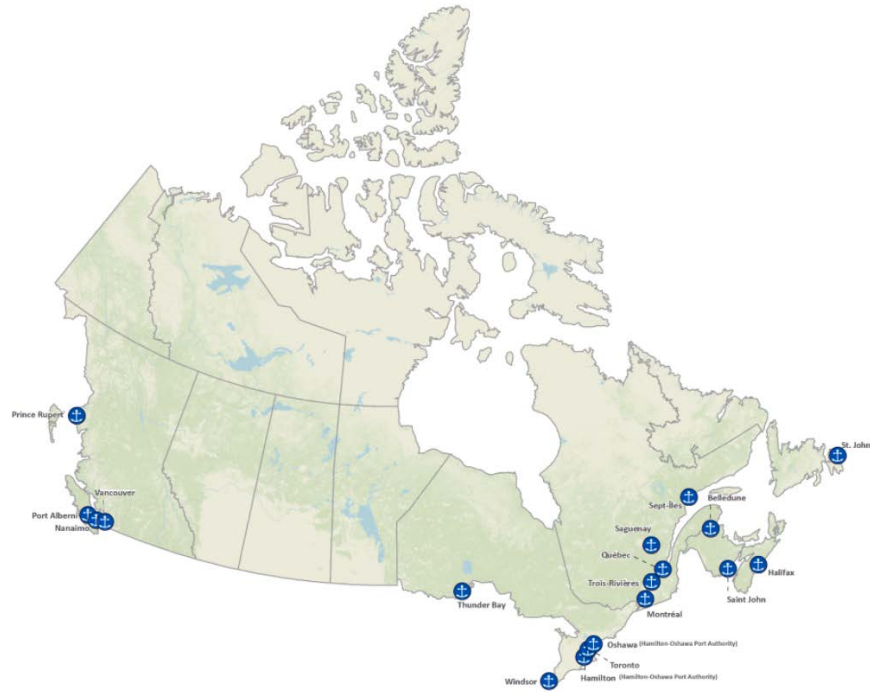 Prince Rupert
St. John
Vancouver
Sept-Îles
Belledune
Port Alberni
Nanaimo
Saguenay
Québec
Halifax
Trois-Rivières
Thunder Bay
Saint John
Montréal
Oshawa (Hamilton-Oshawa Port Authority)
Toronto
Windsor
Hamilton (Hamilton-Oshawa Port Authority)